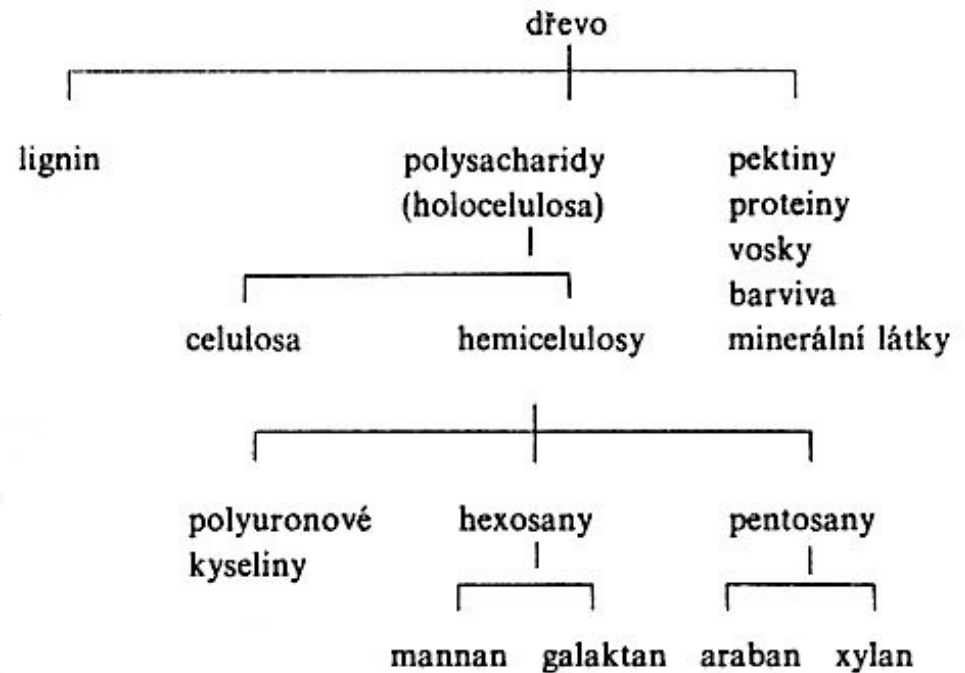 dřevo
lignin
polysacharidy
(holocelulosa)
pektiny
proteiny
vosky
barviva
minerální látky
celulosa
hemicelulosy
polyuronové
kyseliny
hexosany
pentosany
mannan
galaktan
araban
xylan